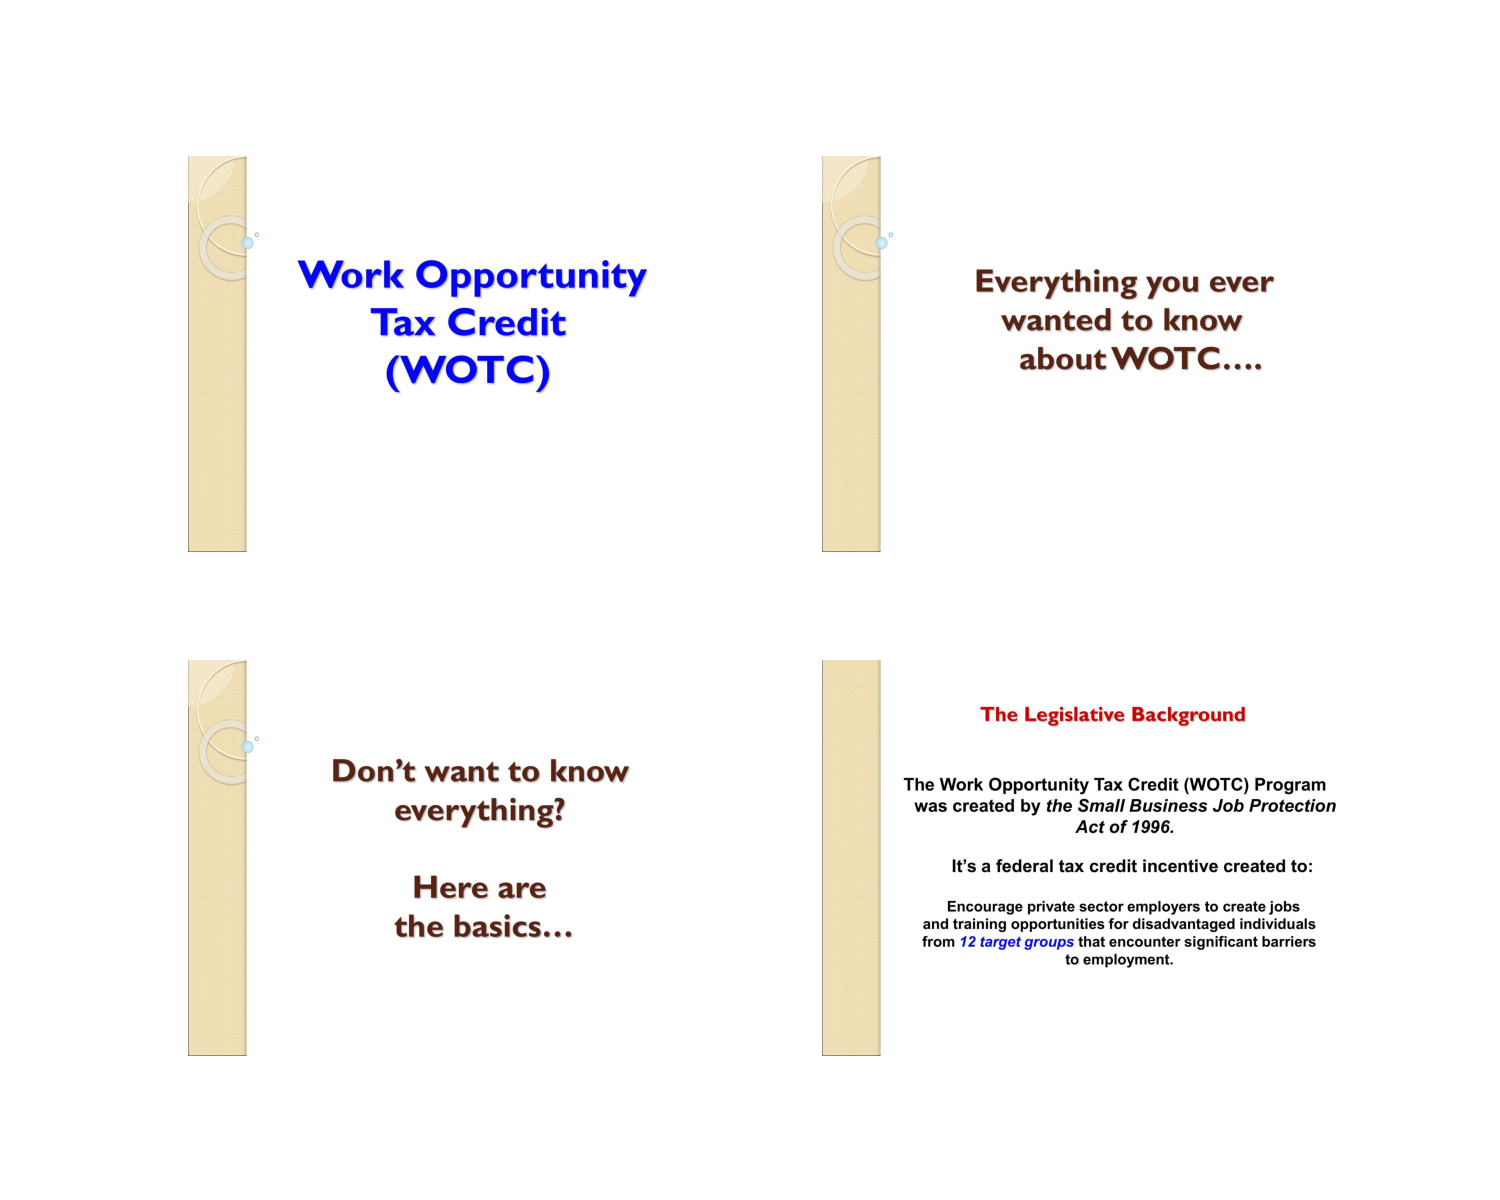 Work Opportunity
Tax Credit
(WOTC)
Everything you ever
wanted to know
about WOTC....
Don’t want to know
everything?
Here are
the basics…
The Legislative Background
The Work Opportunity Tax Credit (WOTC) Program
was created by the Small Business Job Protection
Act of 1996.
It’s a federal tax credit incentive created to:
Encourage private sector employers to create jobs
and training opportunities for disadvantaged individuals
from 12 target groups that encounter significant barriers
to employment.